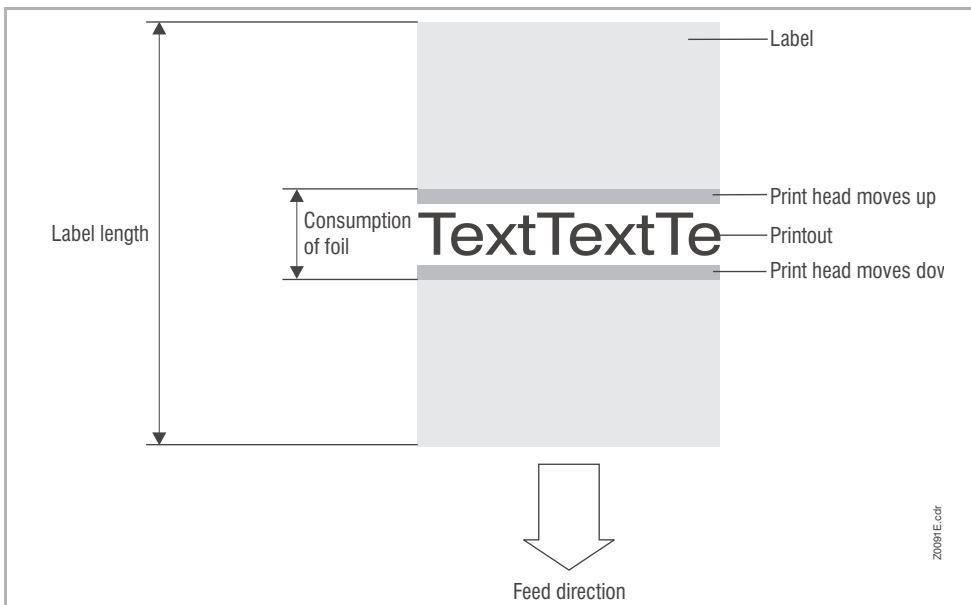 Label
Print head moves up
Label length
Consumption
of foil
TextTextTe
Printout
Print head moves dov
Feed direction
Z0091E.cdr